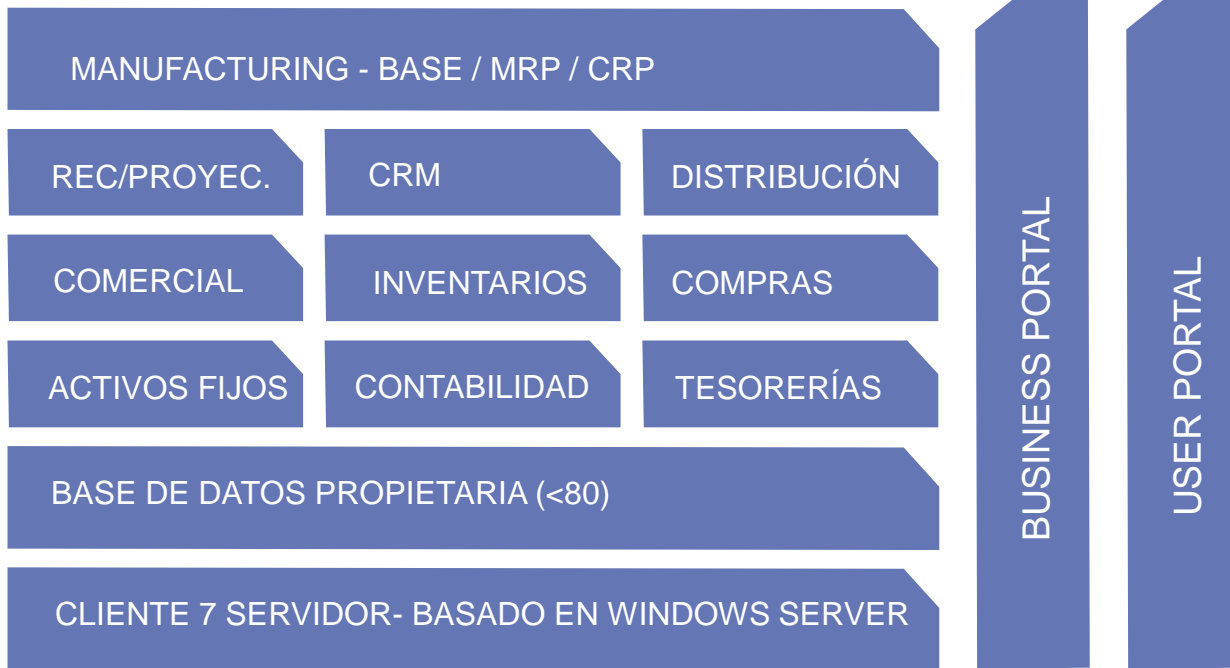 MANUFACTURING - BASE / MRP / CRP
REC/PROYEC.
CRM
DISTRIBUCIÓN
COMERCIAL
INVENTARIOS
COMPRAS
ACTIVOS FIJOS
CONTABILIDAD
TESORERÍAS
BASE DE DATOS PROPIETARIA (<80)
CLIENTE 7 SERVIDOR- BASADO EN WINDOWS SERVER
BUSINESS PORTAL
USER PORTAL